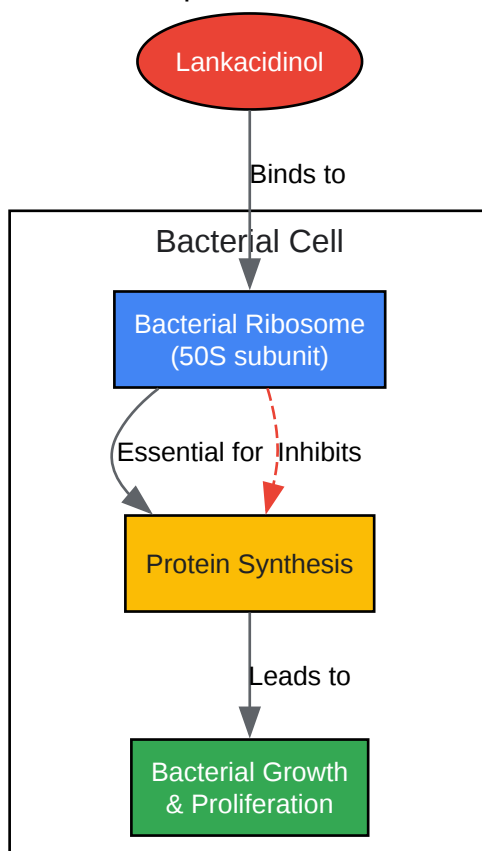 Lankacidinol
Binds to
Bacterial Cell
Bacterial Ribosome
(50S subunit)
Essential for
Inhibits
Protein Synthesis
Leads to
Bacterial Growth
& Proliferation